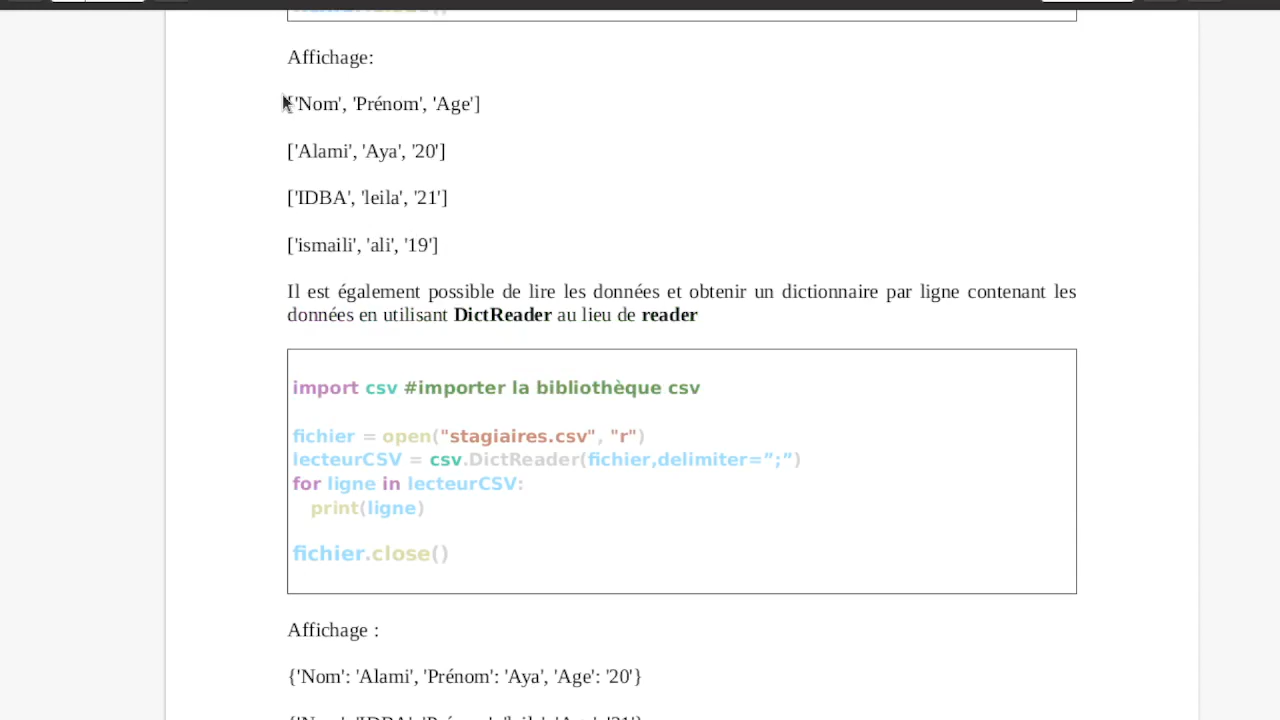 Affichage:
['Nom', 'Prénom', 'Age']
['Alami', 'Aya', '20']
['IDBA', 'leila', '21']
['ismaili', 'ali', '19']
Il est également possible de lire les données et obtenir un dictionnaire par ligne contenant les
données en utilisant DictReader au lieu de reader
import csv #importer la bibliothèque csv
fichier = open("stagiaires.csv", "r")
lecteurCSV = csv.DictReader(fichier,delimiter=”;”)
for ligne in lecteurCSV:
print(ligne)
fichier.close()
Affichage :
{'Nom': 'Alami', 'Prénom': 'Aya', 'Age': '20'}